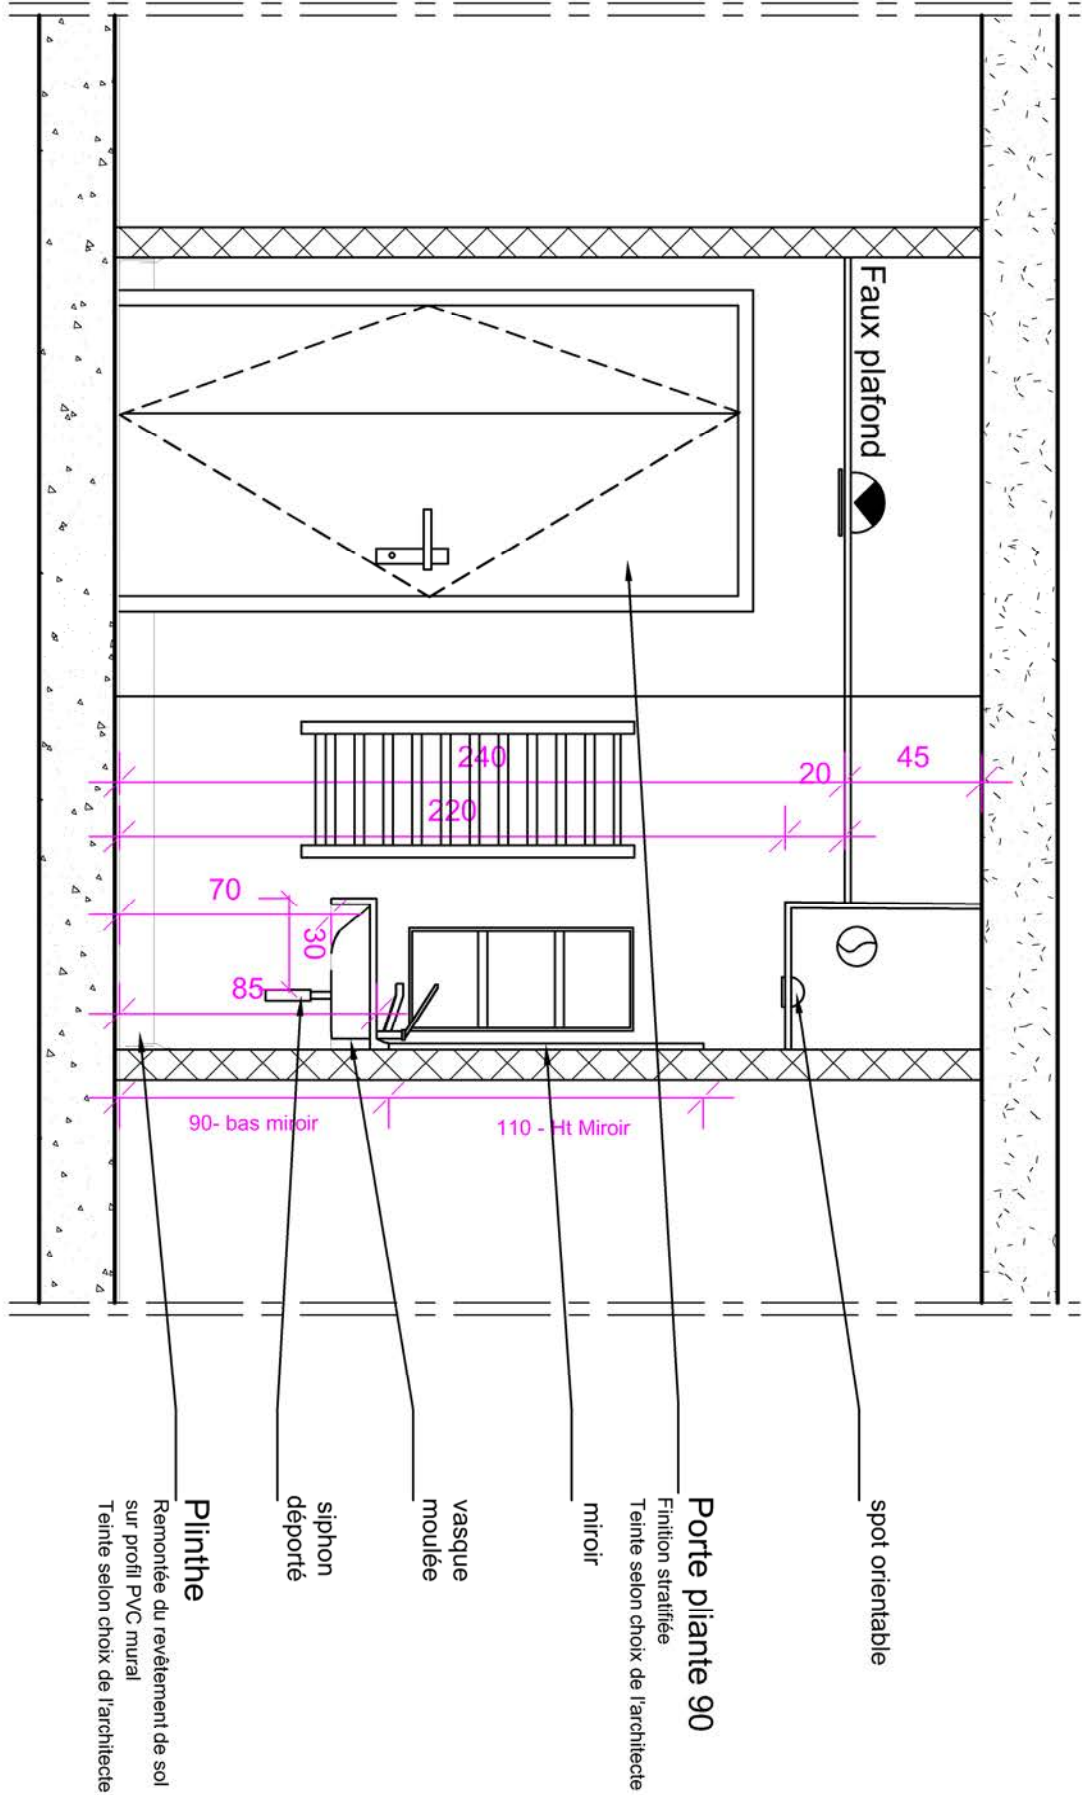 Faux plafond
240
220
20
45
70
30
85
90- bas miroir
110 - Ht Miroir
spot orientable
Porte pliante 90
Finition stratifiée
Teinte selon choix de l'architecte
miroir
vasque
moulée
siphon
déporté
Plinthe
Remontée du revêtement de sol
sur profil PVC mural
Teinte selon choix de l'architecte